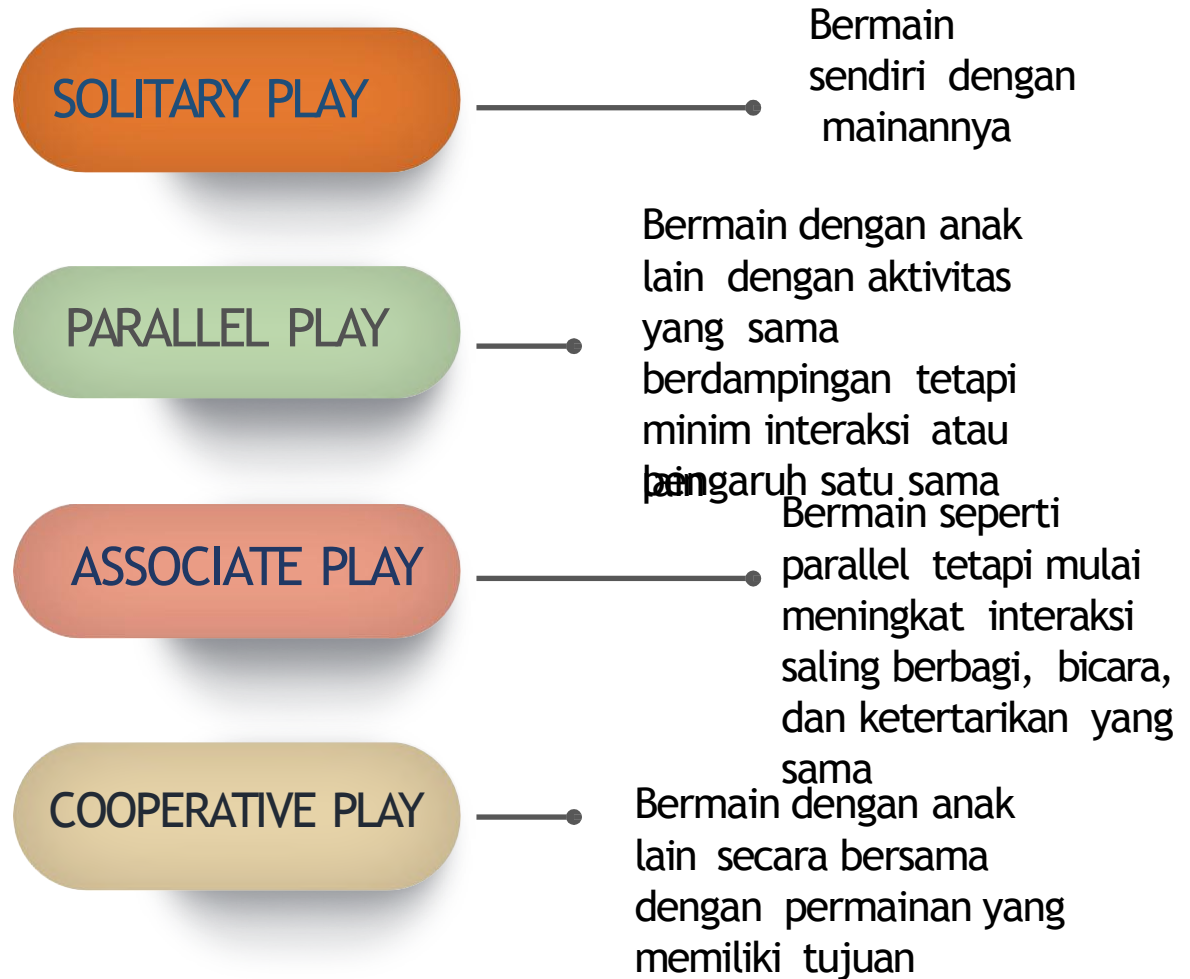 SOLITARY PLAY
Bermain
sendiri dengan
mainannya
PARALLEL PLAY
Bermain dengan anak
lain dengan aktivitas
yang sama
berdampingan tetapi
minim interaksi atau
pengaruh satu sama
lain
ASSOCIATE PLAY
Bermain seperti
parallel tetapi mulai
meningkat interaksi
saling berbagi, bicara,
dan ketertarikan yang
sama
COOPERATIVE PLAY
Bermain dengan anak
lain secara bersama
dengan permainan yang
memiliki tujuan